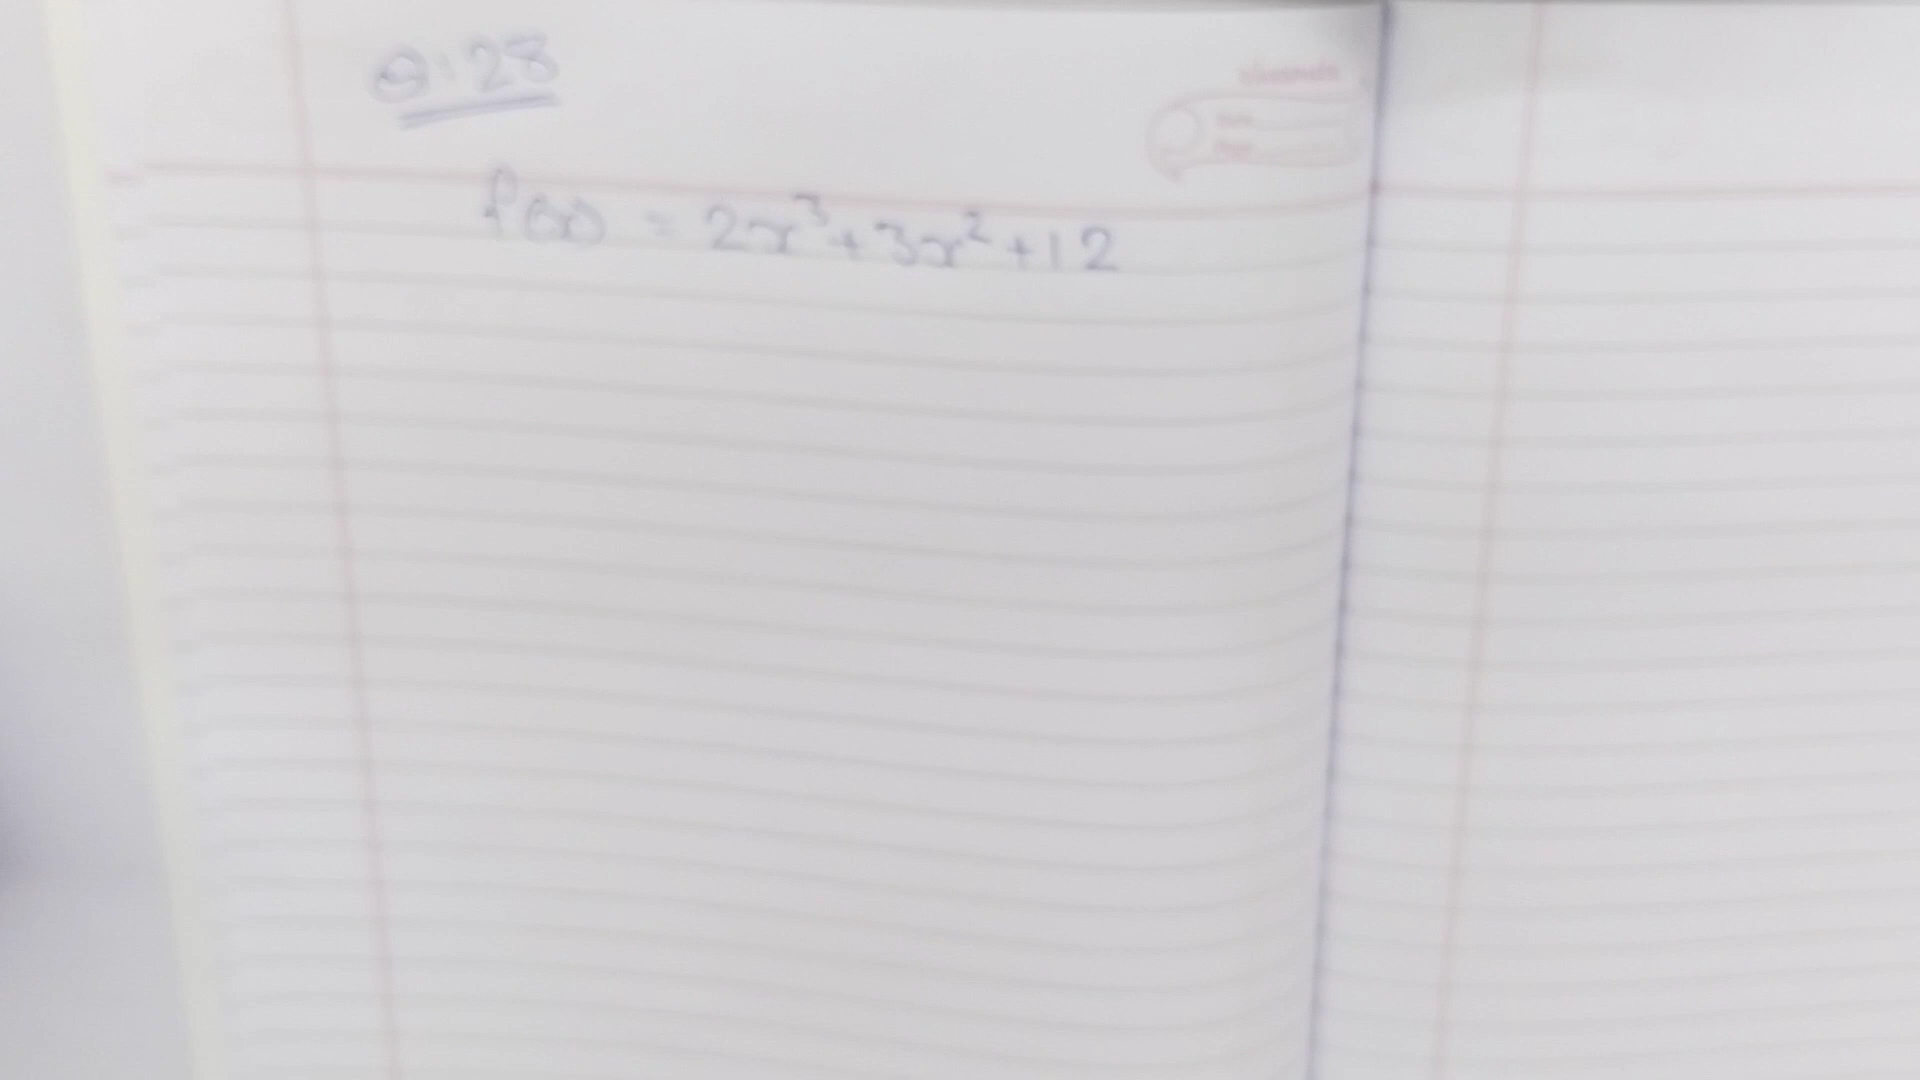 Q:28
f(x) = 2x³+3x²+12